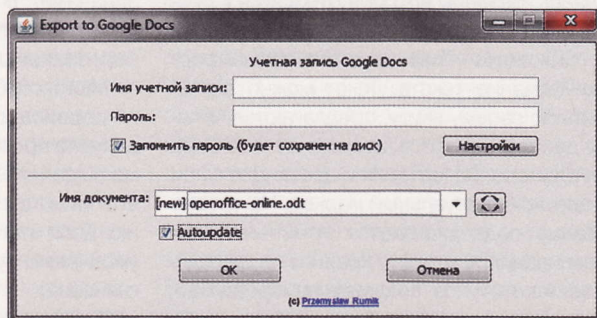 Export to Google Docs
Учетная запись Google Docs
Имя учетной записи:
Пароль:
Запомнить пароль (будет сохранен на диск)
Настройки
Имя документа: [new] openoffice-online.odt
Autoupdate
OK Отмена
(c) Przemyslaw Rumik